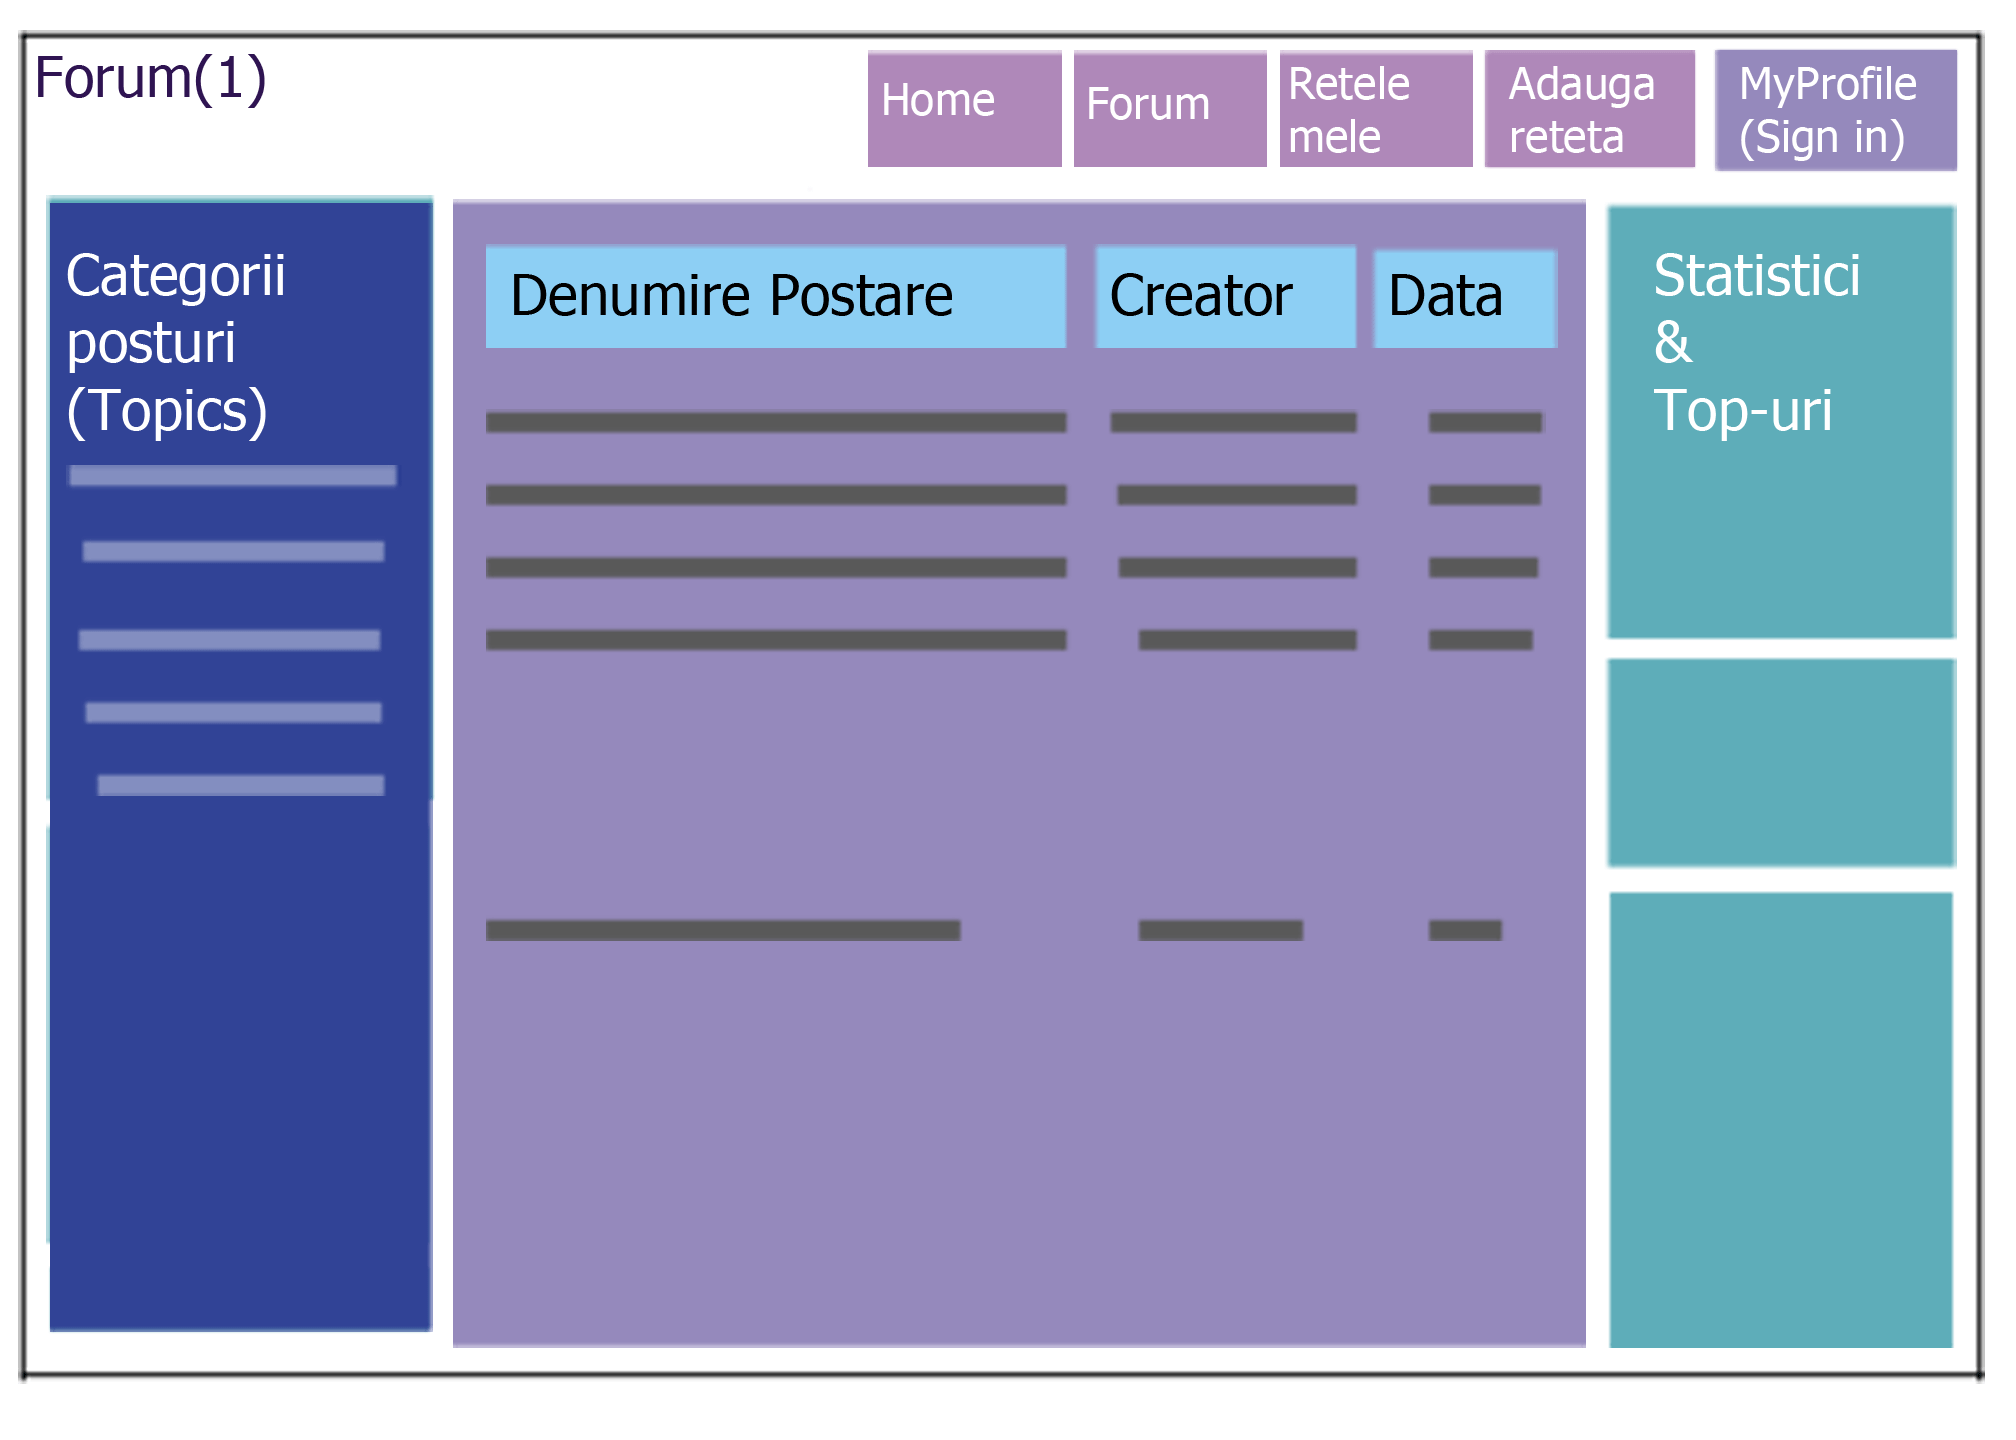 Forum(1)
Home
Forum
Retele
mele
Adauga
reteta
MyProfile
(Sign in)
Categorii
posturi
(Topics)
Denumire Postare
Creator
Data
Statistici
&
Top-uri